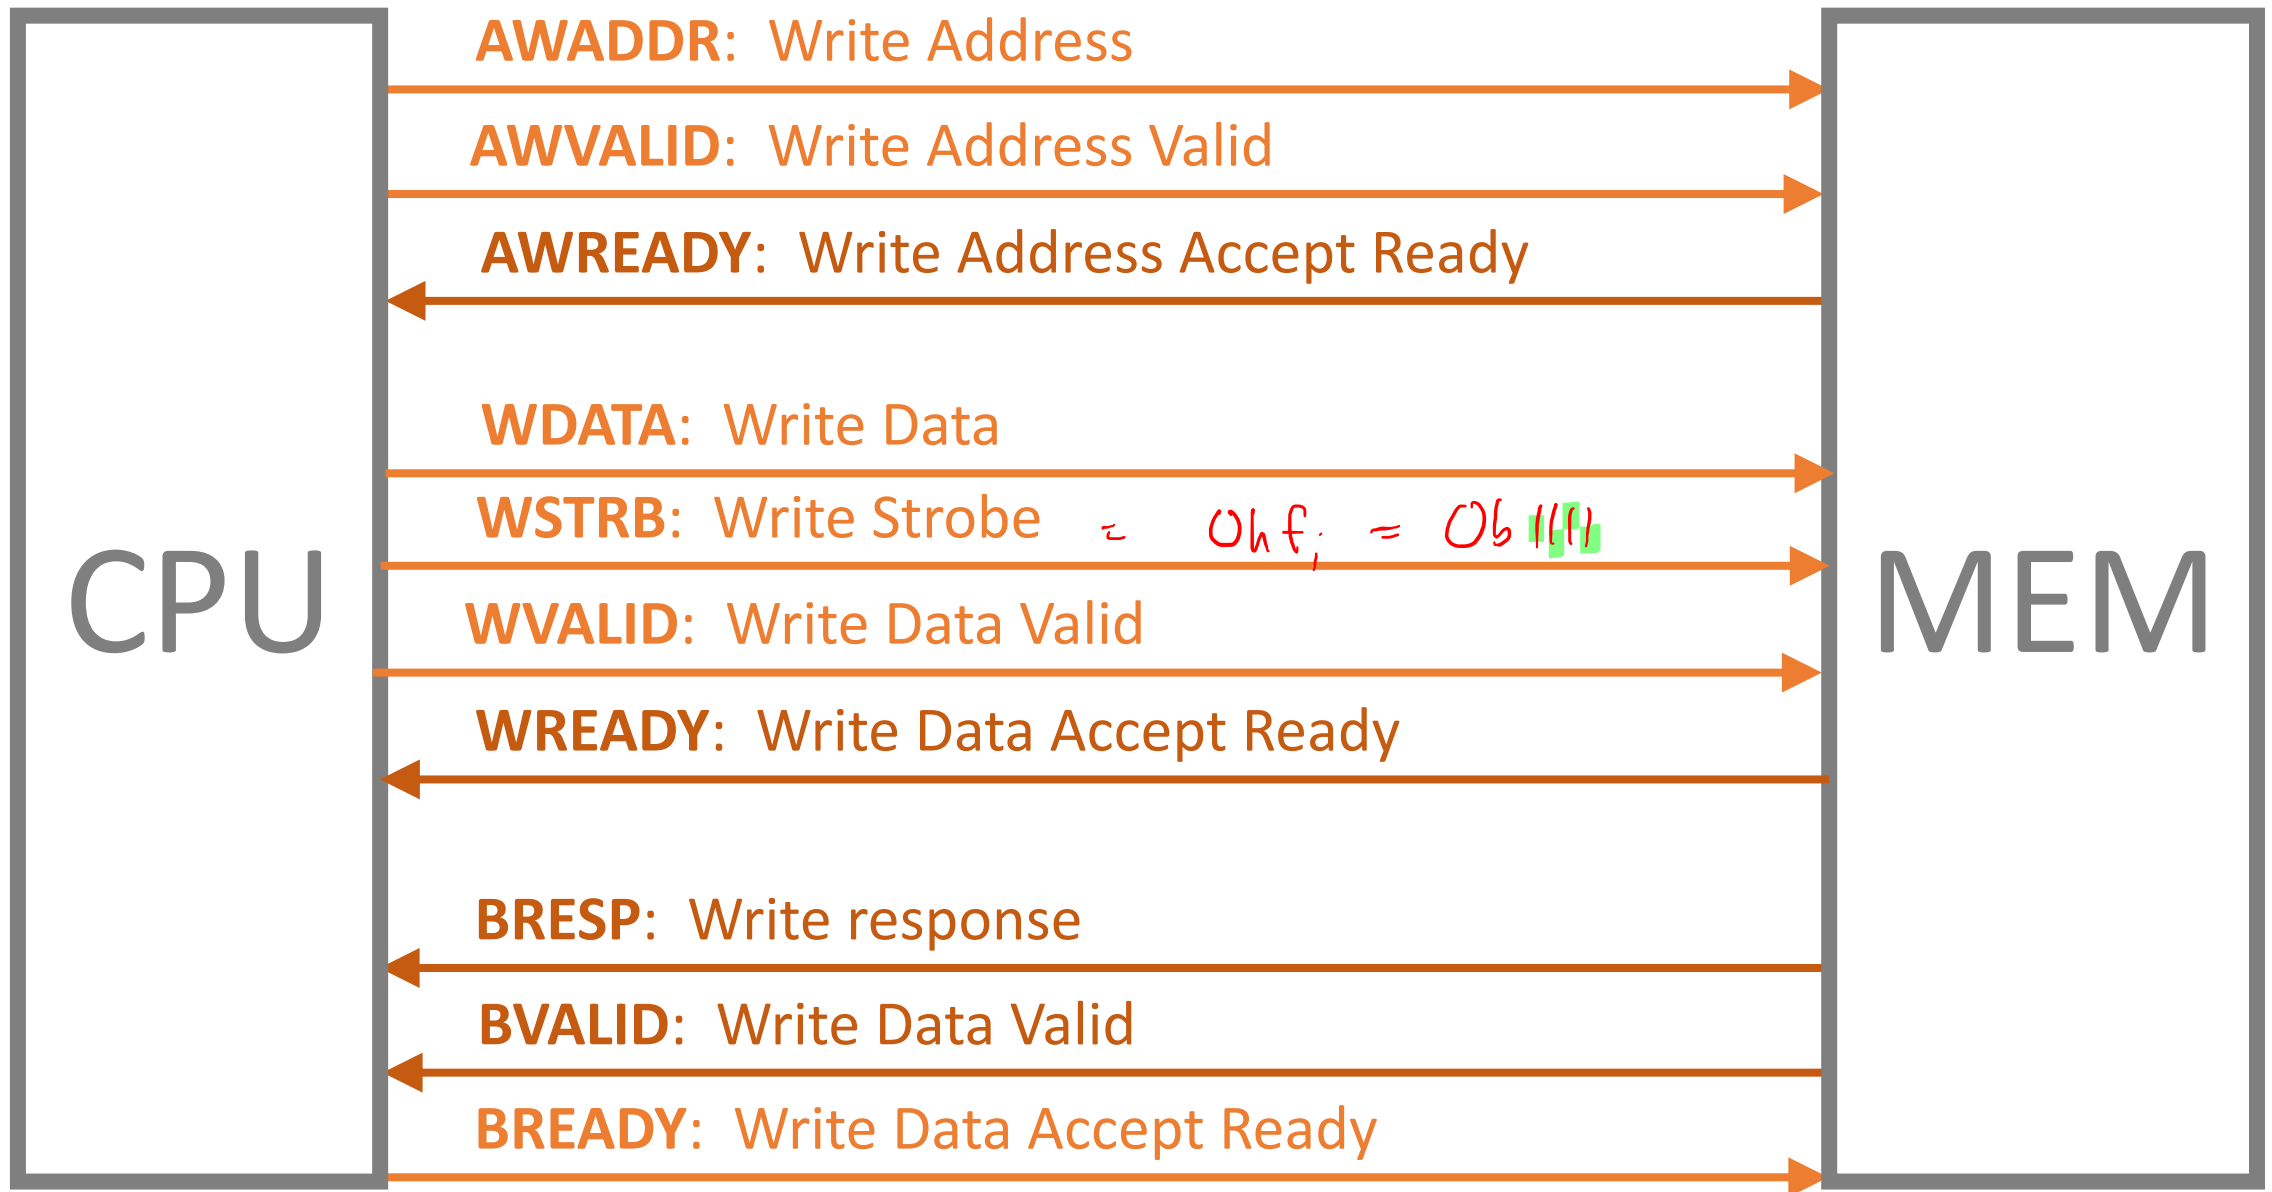 AWADDR: Write Address
AWVALID: Write Address Valid
AWREADY: Write Address Accept Ready
WDATA: Write Data
WSTRB: Write Strobe = 0hf; = 0b1111
WVALID: Write Data Valid
WREADY: Write Data Accept Ready
CPU
MEM
BRESP: Write response
BVALID: Write Data Valid
BREADY: Write Data Accept Ready